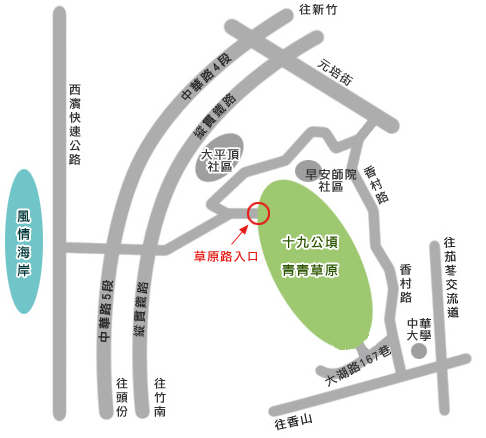 往新竹
元培街
中華路4段
縱貫鐵路
西濱快速公路
大平頂
社區
早安師院
社區
香村路
風情海岸
草原路入口
十九公頃
青青草原
往茄苳交流道
香村路
中華路5段
縱貫鐵路
中華
大學
大湖路167巷
往頭份
往竹南
往香山